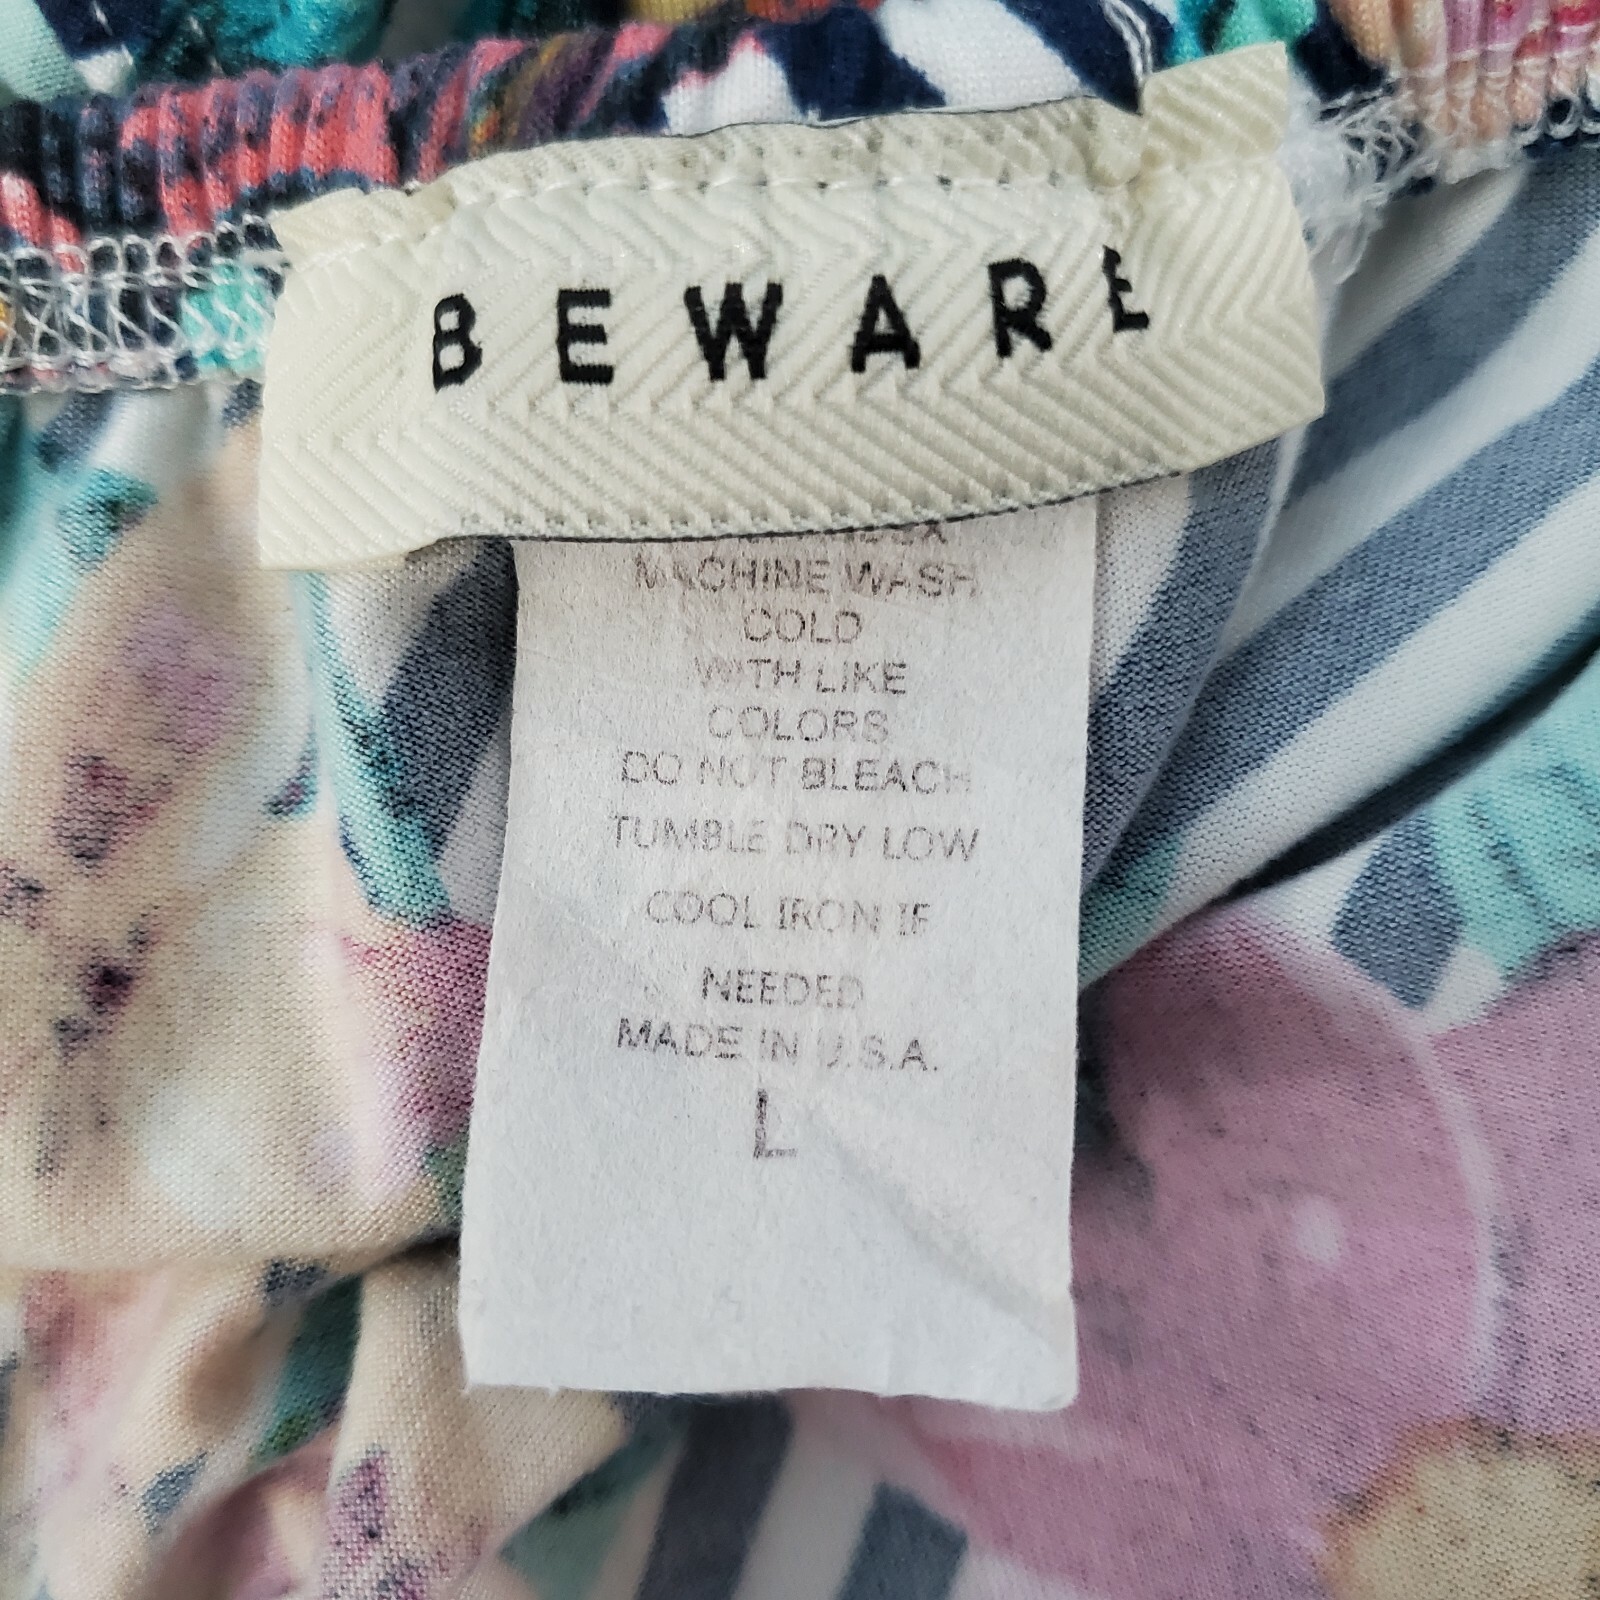 BEWARE
MACHINE WASH
COLD
WITH LIKE
COLORS
DO NOT BLEACH
TUMBLE DRY LOW
COOL IRON IF
NEEDED
MADE IN U.S.A.
L